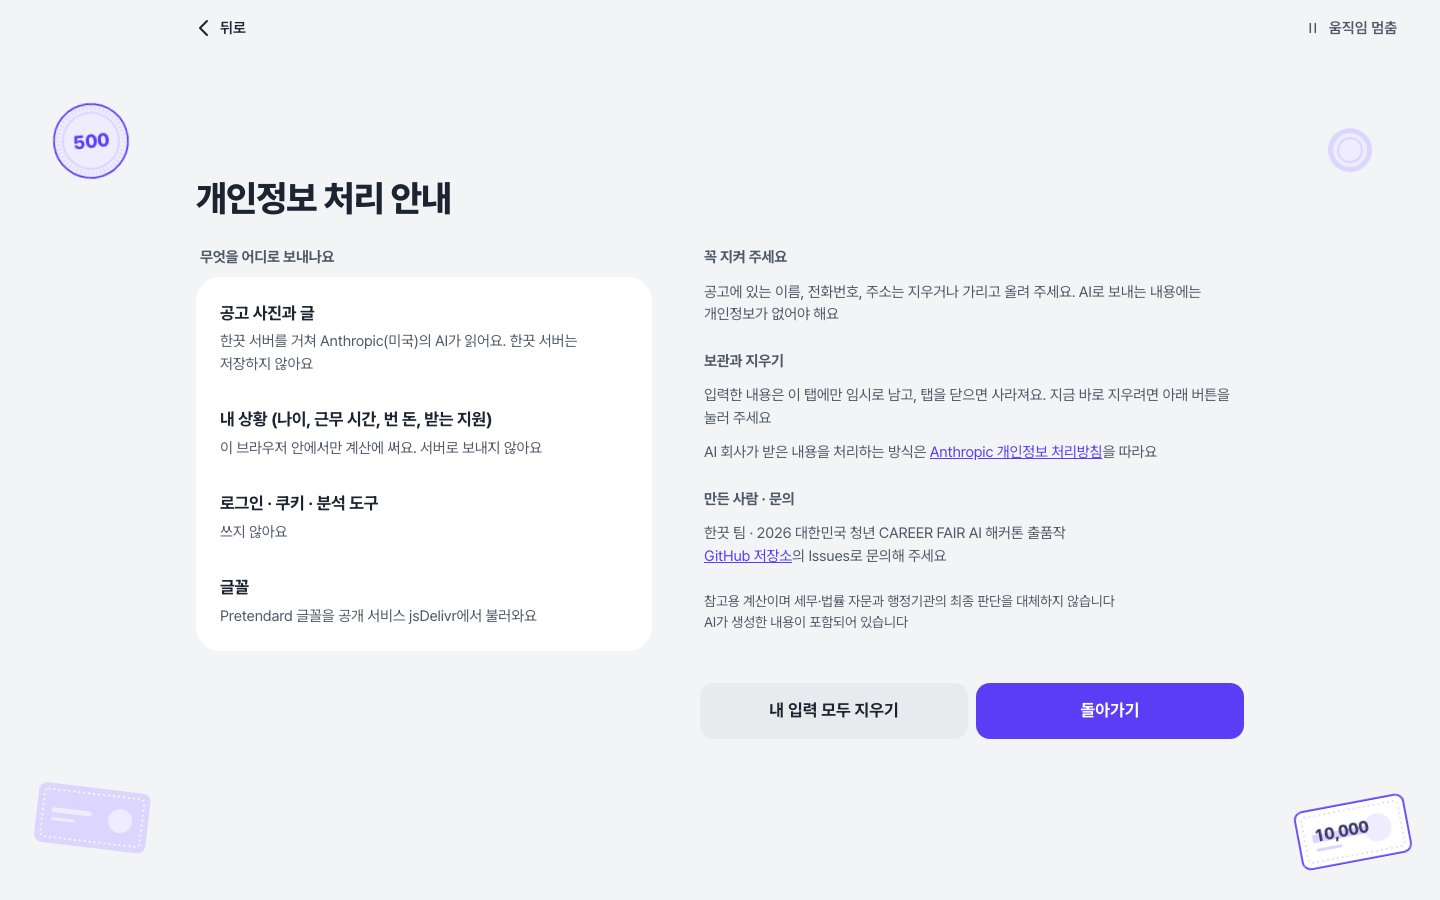 뒤로
움직임 멈춤
500
개인정보 처리 안내
무엇을 어디로 보내나요
공고 사진과 글
한끗 서버를 거쳐 Anthropic(미국)의 AI가 읽어요. 한끗 서버는
저장하지 않아요
내 상황 (나이, 근무 시간, 번 돈, 받는 지원)
이 브라우저 안에서만 계산에 써요. 서버로 보내지 않아요
로그인 · 쿠키 · 분석 도구
쓰지 않아요
글꼴
Pretendard 글꼴을 공개 서비스 jsDelivr에서 불러와요
꼭 지켜 주세요
공고에 있는 이름, 전화번호, 주소는 지우거나 가리고 올려 주세요. AI로 보내는 내용에는
개인정보가 없어야 해요
보관과 지우기
입력한 내용은 이 탭에만 임시로 남고, 탭을 닫으면 사라져요. 지금 바로 지우려면 아래 버튼을
눌러 주세요
AI 회사가 받은 내용을 처리하는 방식은 Anthropic 개인정보 처리방침을 따라요
만든 사람 · 문의
한끗 팀 · 2026 대한민국 청년 CAREER FAIR AI 해커톤 출품작
GitHub 저장소의 Issues로 문의해 주세요
참고용 계산이며 세무·법률 자문과 행정기관의 최종 판단을 대체하지 않습니다
AI가 생성한 내용이 포함되어 있습니다
내 입력 모두 지우기
돌아가기
10,000